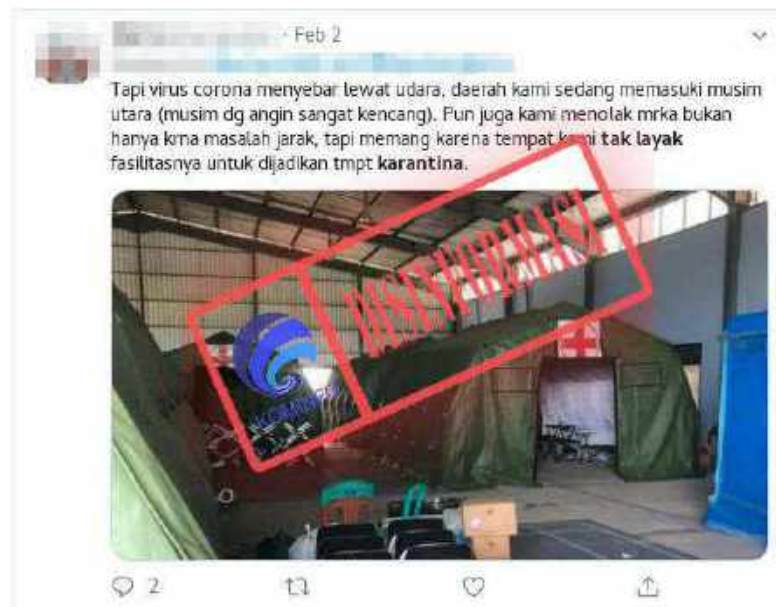 - Feb 2
Tapi virus corona menyebar lewat udara, daerah kami sedang memasuki musim
utara (musim dg angin sangat kencang). Pun juga kami menolak mrka bukan
hanya krna masalah jarak, tapi memang karena tempat kami tak layak
fasilitasnya untuk dijadikan tmpt karantina.
DISINFORMASI
KOMINFO
2